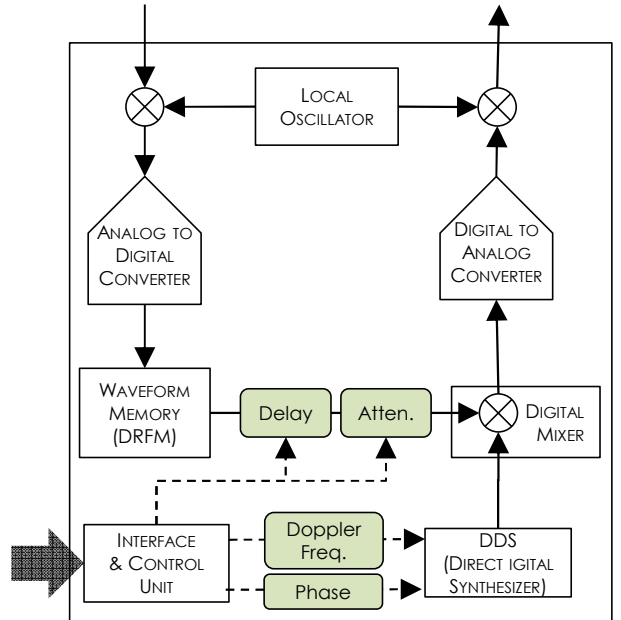 LOCAL
OSCILLATOR
ANALOG TO
DIGITAL
CONVERTER
DIGITAL TO
ANALOG
CONVERTER
WAVEFORM
MEMORY
(DRFM)
Delay
Atten.
DIGITAL
MIXER
INTERFACE
& CONTROL
UNIT
Doppler
Freq.
Phase
DDS
(DIRECT IGITAL
SYNTHESIZER)